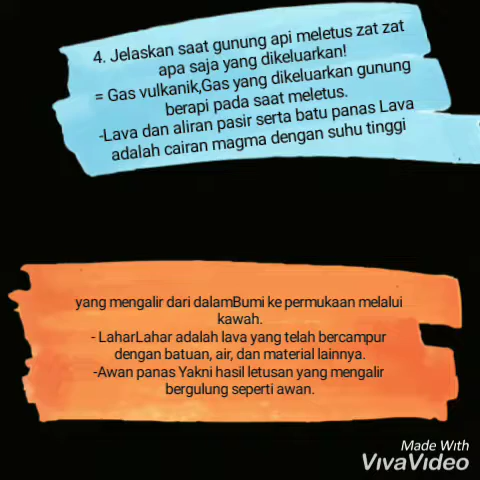 4. Jelaskan saat gunung api meletus zat zat
apa saja yang dikeluarkan!
= Gas vulkanik,Gas yang dikeluarkan gunung
berapi pada saat meletus.
-Lava dan aliran pasir serta batu panas Lava
adalah cairan magma dengan suhu tinggi
yang mengalir dari dalamBumi ke permukaan melalui
kawah.
- LaharLahar adalah lava yang telah bercampur
dengan batuan, air, dan material lainnya.
-Awan panas Yakni hasil letusan yang mengalir
bergulung seperti awan.
Made With
VivaVideo